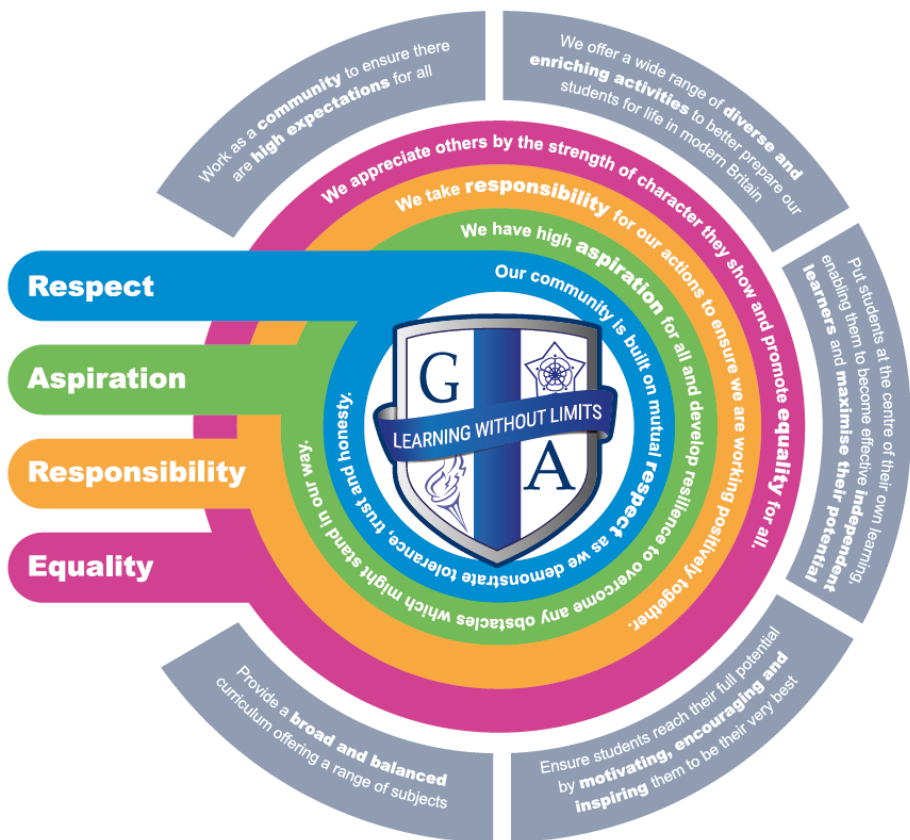 Work as a community to ensure there
are high expectations for all
We offer a wide range of diverse and
enriching activities to better prepare our
students for life in modern Britain
Put students at the centre of their own learning,
enabling them to become effective independent
learners and maximise their potential
Ensure students reach their full potential
by motivating, encouraging and
inspiring them to be their very best
Provide a broad and balanced
curriculum offering a range of subjects
Respect
Aspiration
Responsibility
Equality
We appreciate others by the strength of character they show and promote equality for all.
We take responsibility for our actions to ensure we are working positively together.
We have high aspiration for all and develop resilience to overcome any obstacles which might stand in our way.
Our community is built on mutual respect as we demonstrate tolerance, trust and honesty.
G
LEARNING WITHOUT LIMITS
A